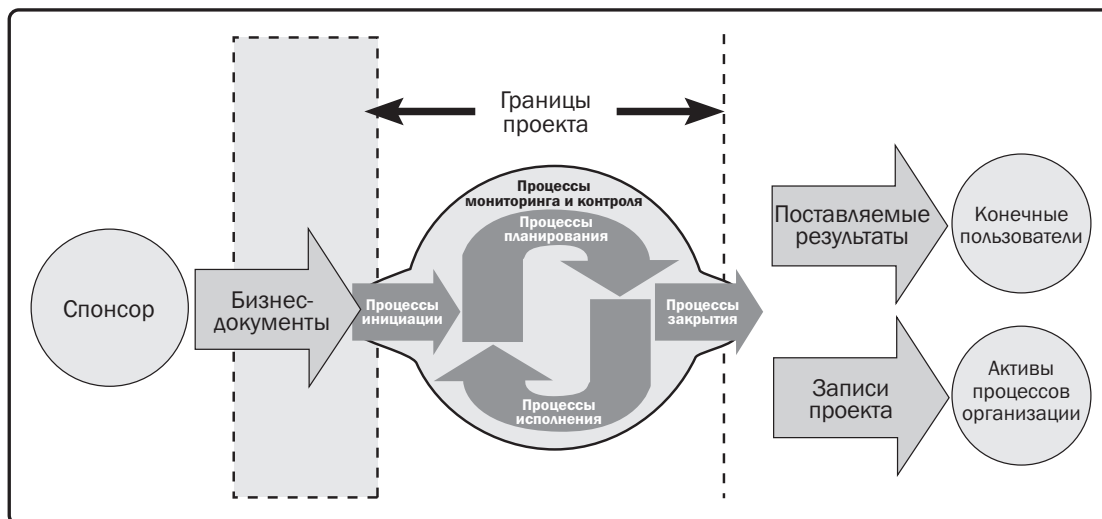 Границы
проекта
Процессы
мониторинга и контроля
Процессы
планирования
Спонсор
Бизнес-
документы
Процессы
инициации
Процессы
закрытия
Процессы
исполнения
Поставляемые
результаты
Конечные
пользователи
Записи
проекта
Активы
процессов
организации